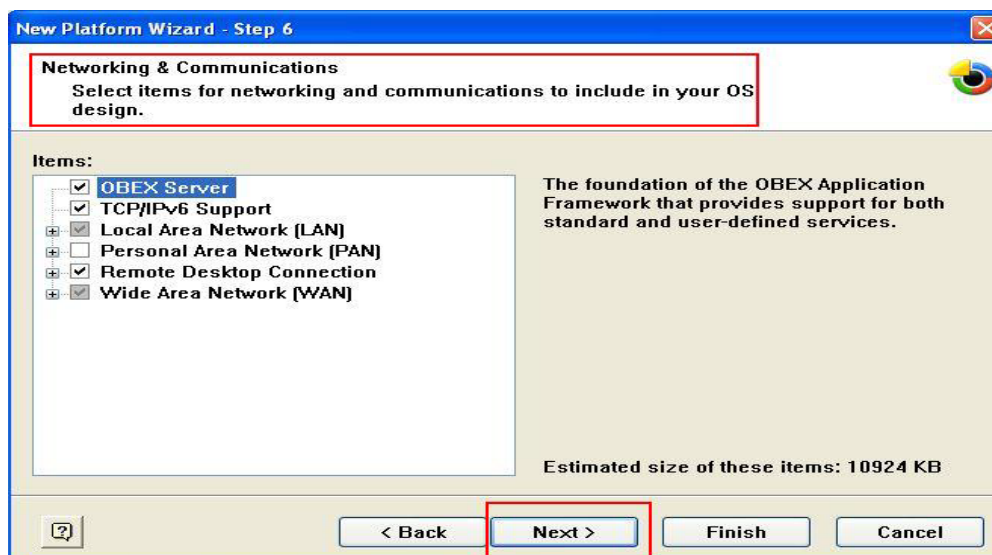 New Platform Wizard - Step 6
Networking & Communications
Select items for networking and communications to include in your OS
design.
Items:
OBEX Server
TCP/IPv6 Support
Local Area Network (LAN)
Personal Area Network (PAN)
Remote Desktop Connection
Wide Area Network (WAN)
The foundation of the OBEX Application
Framework that provides support for both
standard and user-defined services.
Estimated size of these items: 10924 KB
< Back
Next >
Finish
Cancel